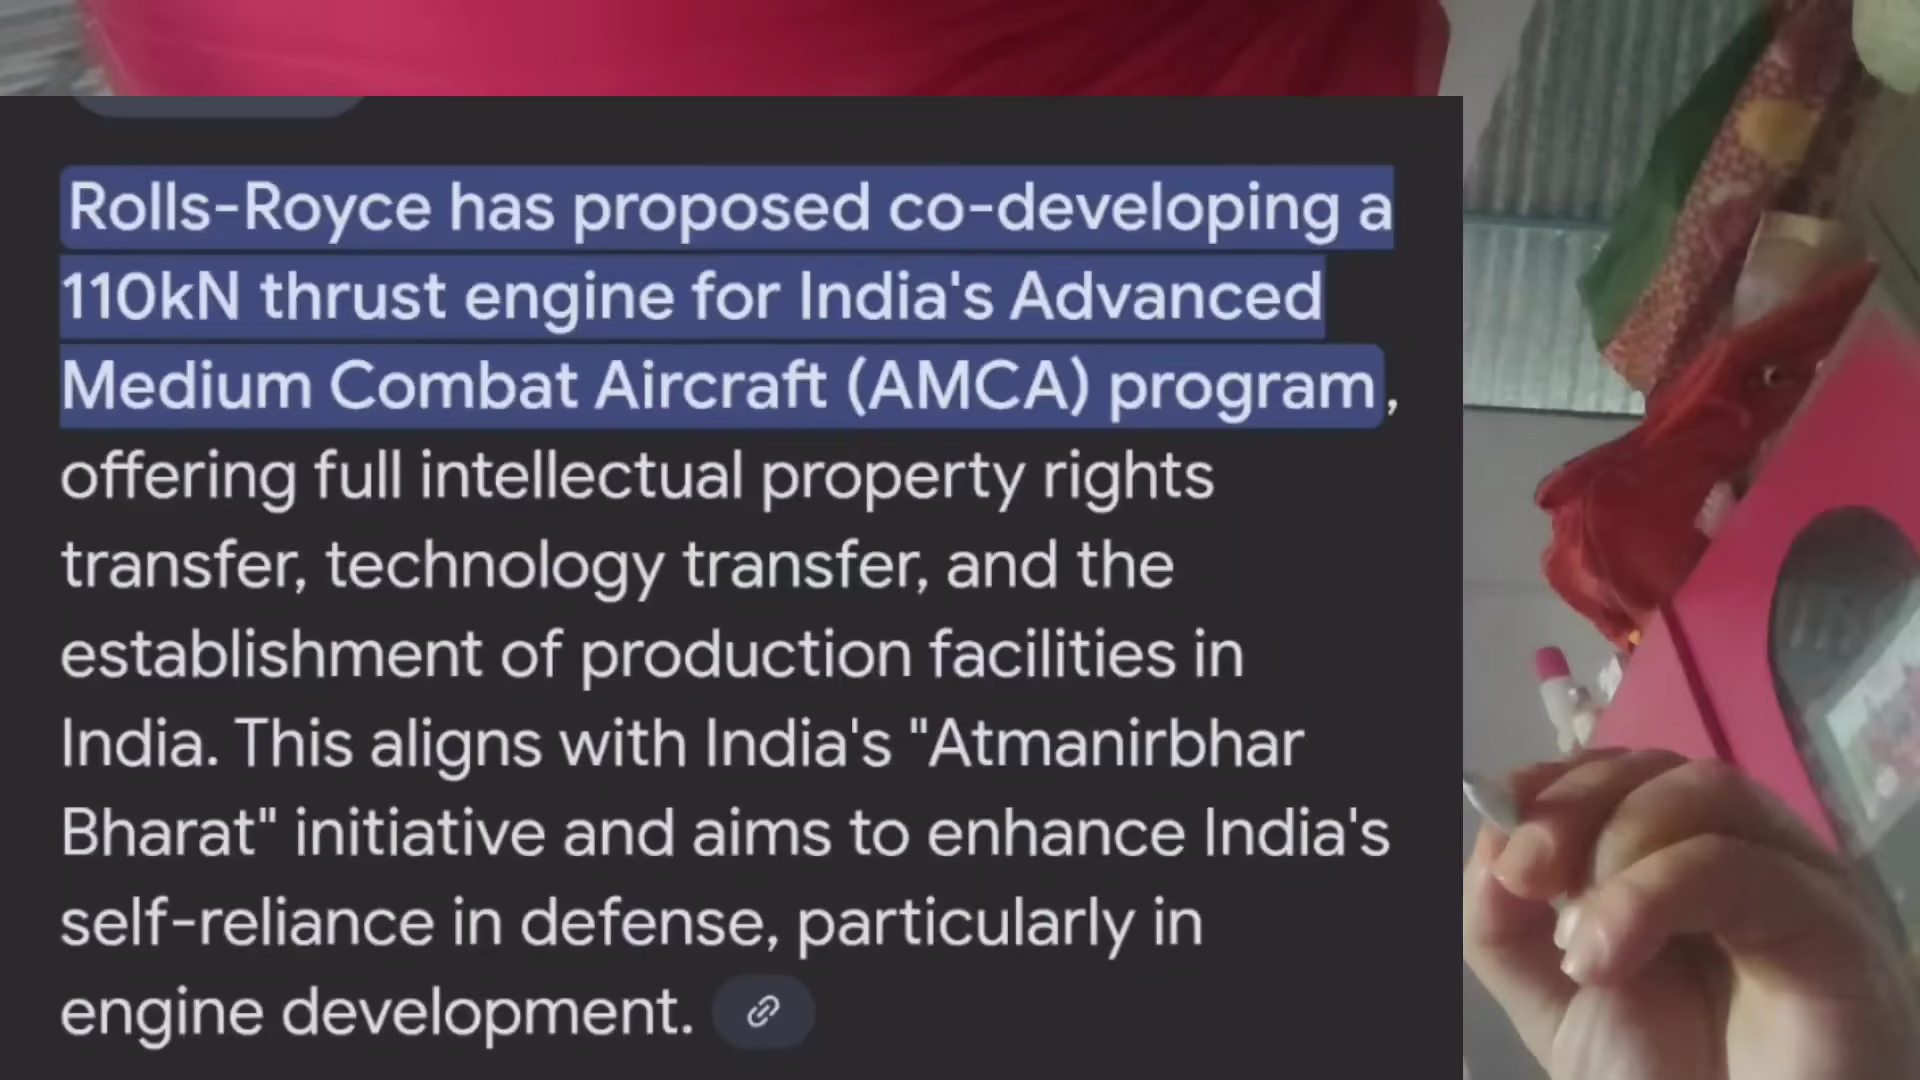 Rolls-Royce has proposed co-developing a
110kN thrust engine for India's Advanced
Medium Combat Aircraft (AMCA) program,
offering full intellectual property rights
transfer, technology transfer, and the
establishment of production facilities in
India. This aligns with India's "Atmanirbhar
Bharat" initiative and aims to enhance India's
self-reliance in defense, particularly in
engine development.